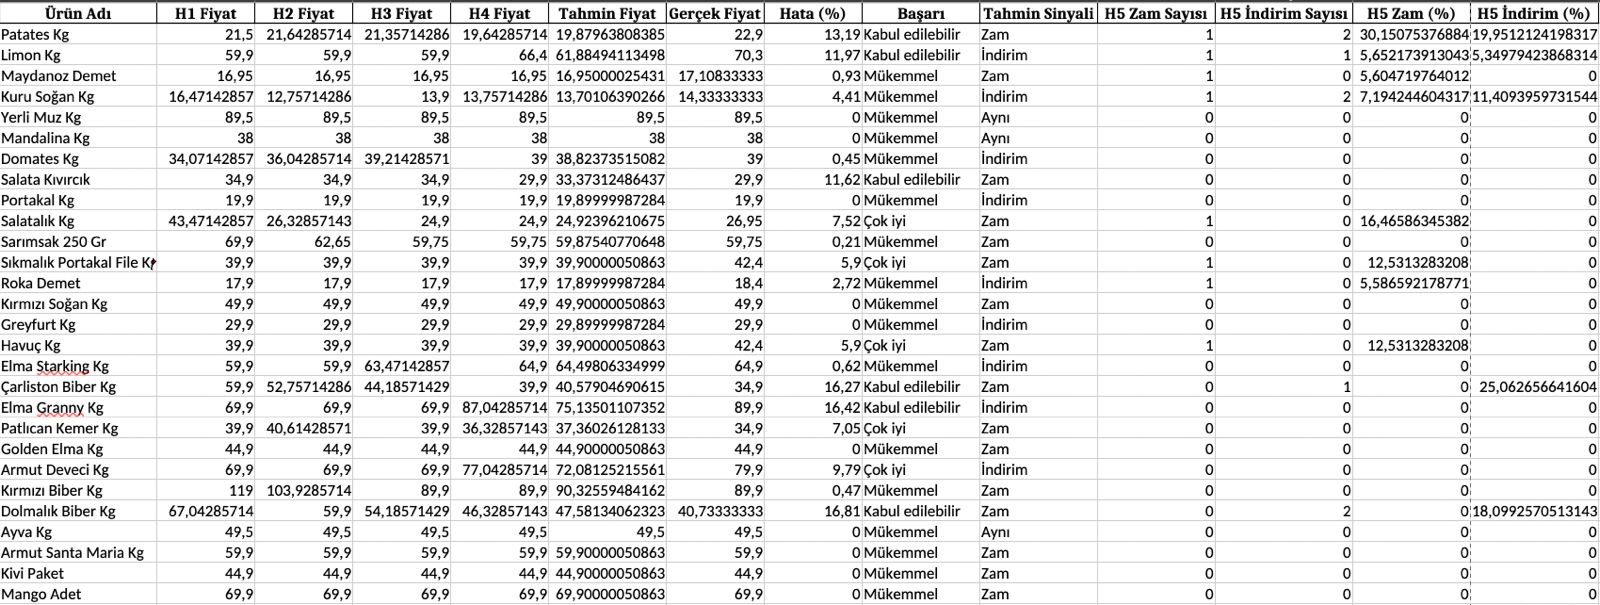 Ürün Adı H1 Fiyat H2 Fiyat H3 Fiyat H4 Fiyat Tahmin Fiyat Gerçek Fiyat Hata (%) Başarı Tahmin Sinyali H5 Zam Sayısı H5 İndirim Sayısı H5 Zam (%) H5 İndirim (%)
Patates Kg 21,5 21,64285714 21,35714286 19,64285714 19,87963808385 22,9 13,19 Kabul edilebilir Zam 1 2 30,15075376884 19,9512124198317
Limon Kg 59,9 59,9 59,9 66,4 61,88494113498 70,3 11,97 Kabul edilebilir İndirim 1 1 5,652173913043 5,34979423868314
Maydanoz Demet 16,95 16,95 16,95 16,95 16,95000025431 17,10833333 0,93 Mükemmel Zam 1 0 5,604719764012 0
Kuru Soğan Kg 16,47142857 12,75714286 13,9 13,75714286 13,70106390266 14,33333333 4,41 Mükemmel İndirim 1 2 7,194244604317 11,4093959731544
Yerli Muz Kg 89,5 89,5 89,5 89,5 89,5 89,5 0 Mükemmel Aynı 0 0 0 0
Mandalina Kg 38 38 38 38 38 38 0 Mükemmel Aynı 0 0 0 0
Domates Kg 34,07142857 36,04285714 39,21428571 39 38,82373515082 39 0,45 Mükemmel İndirim 0 0 0 0
Salata Kıvırcık 34,9 34,9 34,9 29,9 33,37312486437 29,9 11,62 Kabul edilebilir Zam 0 0 0 0
Portakal Kg 19,9 19,9 19,9 19,9 19,89999987284 19,9 0 Mükemmel İndirim 0 0 0 0
Salatalık Kg 43,47142857 26,32857143 24,9 24,9 24,92396210675 26,95 7,52 Çok iyi Zam 1 0 16,46586345382 0
Sarımsak 250 Gr 69,9 62,65 59,75 59,75 59,87540770648 59,75 0,21 Mükemmel Zam 0 0 0 0
Sıkmalık Portakal File 39,9 39,9 39,9 39,9 39,90000050863 42,4 5,9 Çok iyi Zam 1 0 12,5313283208 0
Roka Demet 17,9 17,9 17,9 17,9 17,89999987284 18,4 2,72 Mükemmel İndirim 1 0 5,586592178771 0
Kırmızı Soğan Kg 49,9 49,9 49,9 49,9 49,90000050863 49,9 0 Mükemmel Zam 0 0 0 0
Greyfurt Kg 29,9 29,9 29,9 29,9 29,89999987284 29,9 0 Mükemmel İndirim 0 0 0 0
Havuç Kg 39,9 39,9 39,9 39,9 39,90000050863 42,4 5,9 Çok iyi Zam 1 0 12,5313283208 0
Elma Starking Kg 59,9 59,9 63,47142857 64,9 64,49806334999 64,9 0,62 Mükemmel İndirim 0 0 0 0
Çarliston Biber Kg 59,9 52,75714286 44,18571429 39,9 40,57904690615 34,9 16,27 Kabul edilebilir Zam 0 1 0 25,062656641604
Elma Granny Kg 69,9 69,9 69,9 87,04285714 75,13501107352 89,9 16,42 Kabul edilebilir İndirim 0 0 0 0
Patlıcan Kemer Kg 39,9 40,61428571 39,9 36,32857143 37,36026128133 34,9 7,05 Çok iyi Zam 0 0 0 0
Golden Elma Kg 44,9 44,9 44,9 44,9 44,90000050863 44,9 0 Mükemmel Zam 0 0 0 0
Armut Deveci Kg 69,9 69,9 69,9 77,04285714 72,08125215561 79,9 9,79 Çok iyi İndirim 0 0 0 0
Kırmızı Biber Kg 119 103,9285714 89,9 89,9 90,32559484162 89,9 0,47 Mükemmel Zam 0 0 0 0
Dolmalık Biber Kg 67,04285714 59,9 54,18571429 46,32857143 47,58134062323 40,73333333 16,81 Kabul edilebilir Zam 0 2 0 18,0992570513143
Ayva Kg 49,5 49,5 49,5 49,5 49,5 49,5 0 Mükemmel Aynı 0 0 0 0
Armut Santa Maria Kg 59,9 59,9 59,9 59,9 59,90000050863 59,9 0 Mükemmel Zam 0 0 0 0
Kivi Paket 44,9 44,9 44,9 44,9 44,90000050863 44,9 0 Mükemmel Zam 0 0 0 0
Mango Adet 69,9 69,9 69,9 69,9 69,90000050863 69,9 0 Mükemmel Zam 0 0 0 0